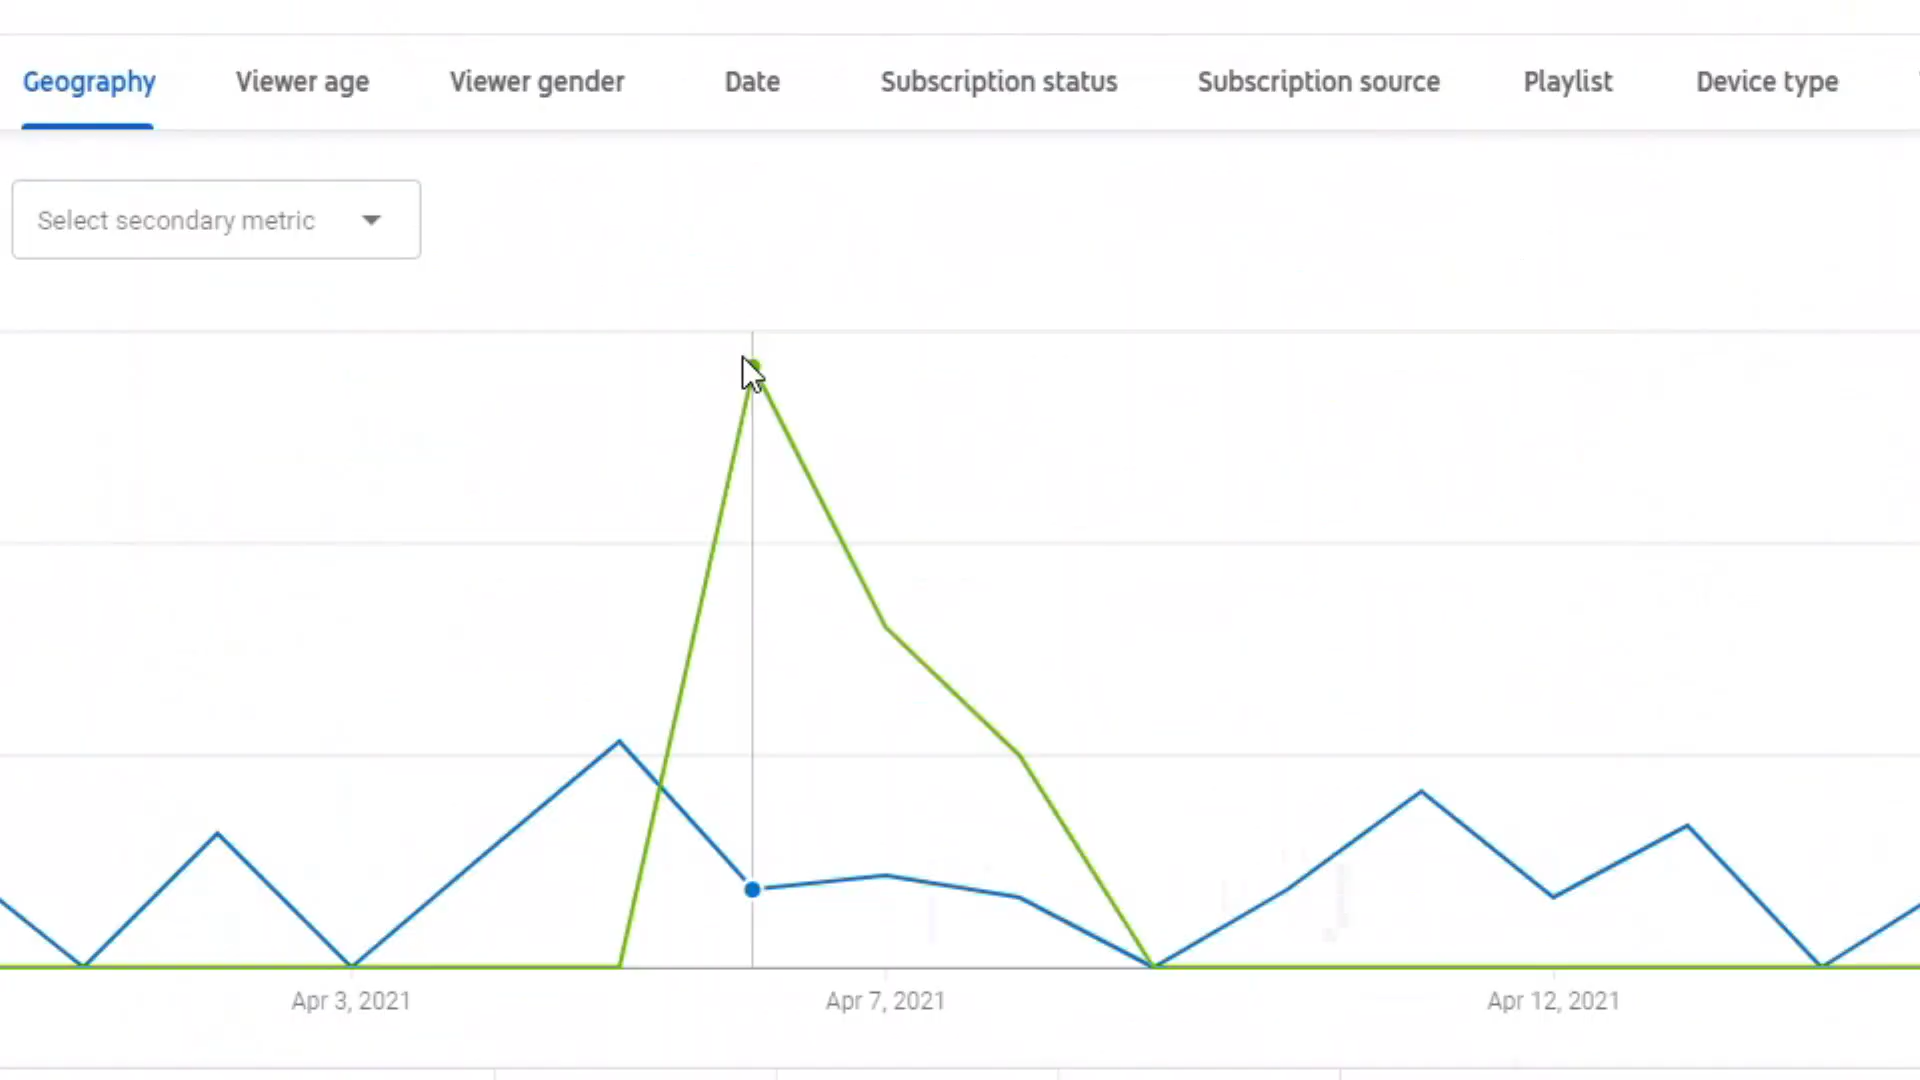 Geography Viewer age Viewer gender Date Subscription status Subscription source Playlist Device type
Select secondary metric
Apr 3, 2021 Apr 7, 2021 Apr 12, 2021